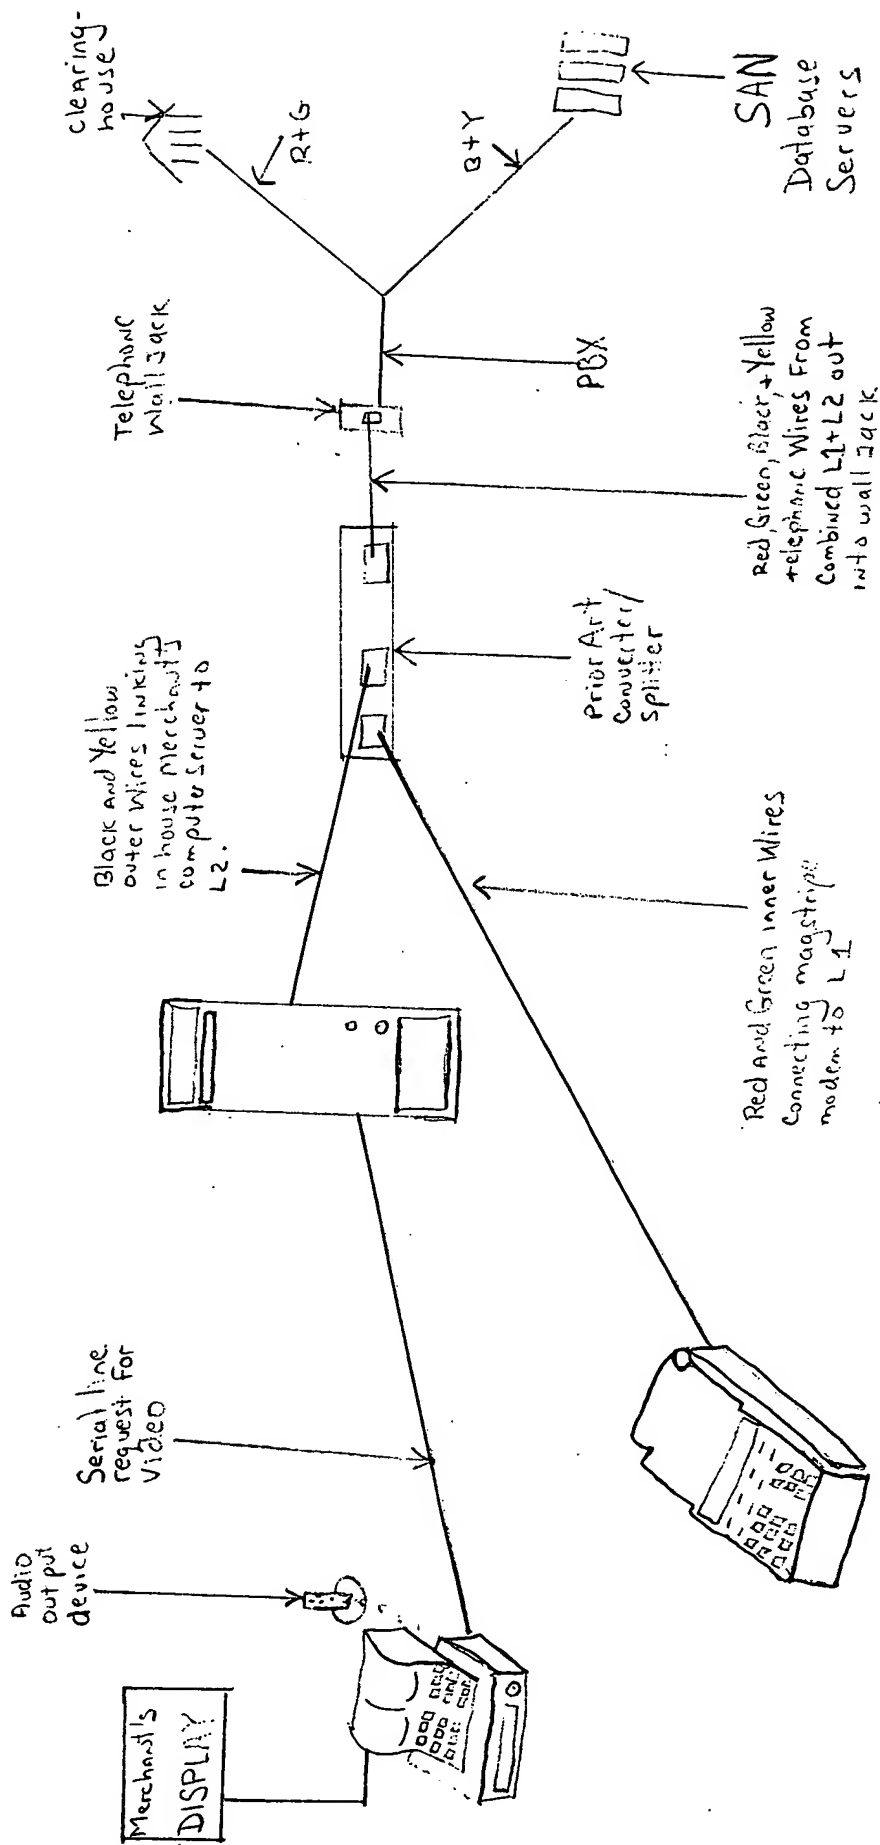 Merchant's
DISPLAY
Audio
output
device
Serial line
request For
Video
Black and Yellow
outer Wires linking
in house Merchant's
computer server to
L2.
Telephone
Wall Jack
Clearing-
house
R+G
B+Y
SAN
Database
Servers
PBX
Red, Green, Black, + Yellow
telephone Wires From
Combined L1+L2 out
into wall Jack
Prior Art
Converter/
Splitter
Red And Green inner Wires
Connecting magstripe
modem to L1